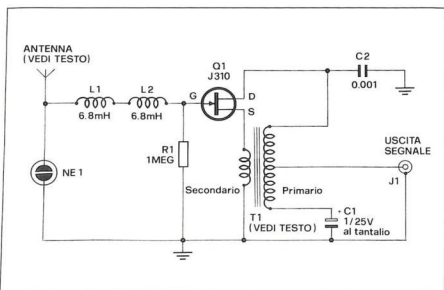 ANTENNA
(VEDI TESTO)
L1
6.8mH
L2
6.8mH
G
Q1
J310
D
S
C2
0.001
R1
1MEG
NE 1
Secondario
Primario
T1
(VEDI TESTO)
USCITA
SEGNALE
J1
+
C1
1/25V
al tantalio